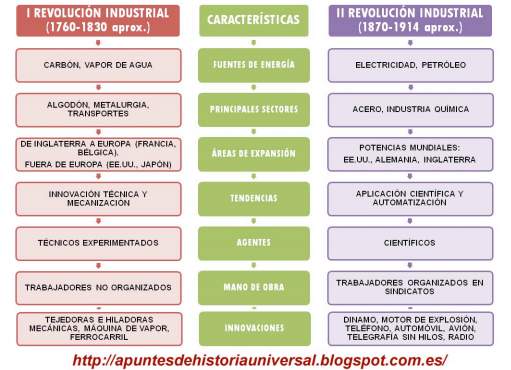 I REVOLUCIÓN INDUSTRIAL
(1760-1830 aprox.)
CARACTERÍSTICAS
II REVOLUCIÓN INDUSTRIAL
(1870-1914 aprox.)
CARBÓN, VAPOR DE AGUA
FUENTES DE ENERGÍA
ELECTRICIDAD, PETRÓLEO
ALGODÓN, METALURGIA,
TRANSPORTES
PRINCIPALES SECTORES
ACERO, INDUSTRIA QUÍMICA
DE INGLATERRA A EUROPA (FRANCIA,
BÉLGICA).
FUERA DE EUROPA (EE.UU., JAPÓN)
ÁREAS DE EXPANSIÓN
POTENCIAS MUNDIALES:
EE.UU., ALEMANIA, INGLATERRA
INNOVACIÓN TÉCNICA Y
MECANIZACIÓN
TENDENCIAS
APLICACIÓN CIENTÍFICA Y
AUTOMATIZACIÓN
TÉCNICOS EXPERIMENTADOS
AGENTES
CIENTÍFICOS
TRABAJADORES NO ORGANIZADOS
MANO DE OBRA
TRABAJADORES ORGANIZADOS EN
SINDICATOS
TEJEDORAS E HILADORAS
MECÁNICAS, MÁQUINA DE VAPOR,
FERROCARRIL
INNOVACIONES
DINAMO, MOTOR DE EXPLOSIÓN,
TELÉFONO, AUTOMÓVIL, AVIÓN,
TELEGRAFÍA SIN HILOS, RADIO
http://apuntesdehistoriauniversal.blogspot.com.es/